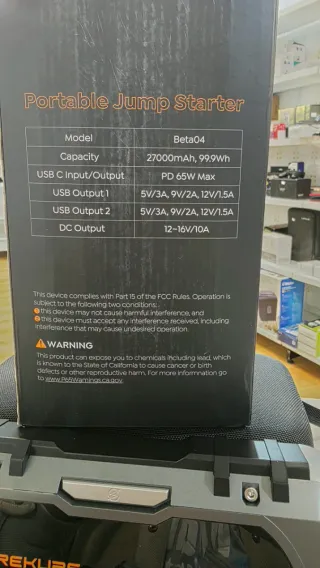 Portable Jump Starter
Model Beta04
Capacity 27000mAh, 99.9Wh
USB C Input/Output PD 65W Max
USB Output 1 5V/3A, 9V/2A, 12V/1.5A
USB Output 2 5V/3A, 9V/2A, 12V/1.5A
DC Output 12-16V/10A
This device complies with Part 15 of the FCC Rules. Operation is
subject to the following two conditions:
1 this device may not cause harmful interference, and
2 this device must accept any interference received, including
interference that may cause undesired operation.
WARNING
This product can expose you to chemicals including lead, which
is known to the State of California to cause cancer or birth
defects or other reproductive harm. For more information go
to www.P65Warnings.ca.gov.